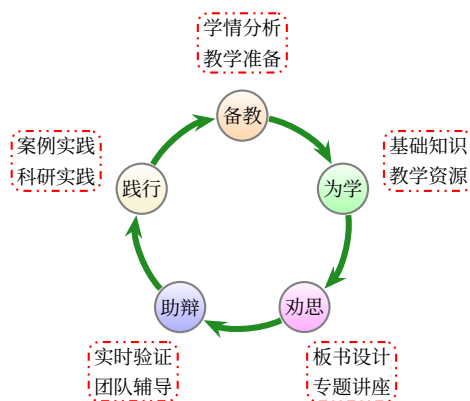 学情分析
教学准备
备教
案例实践
科研实践
基础知识
教学资源
践行
为学
助辩
劝思
实时验证
团队辅导
板书设计
专题讲座